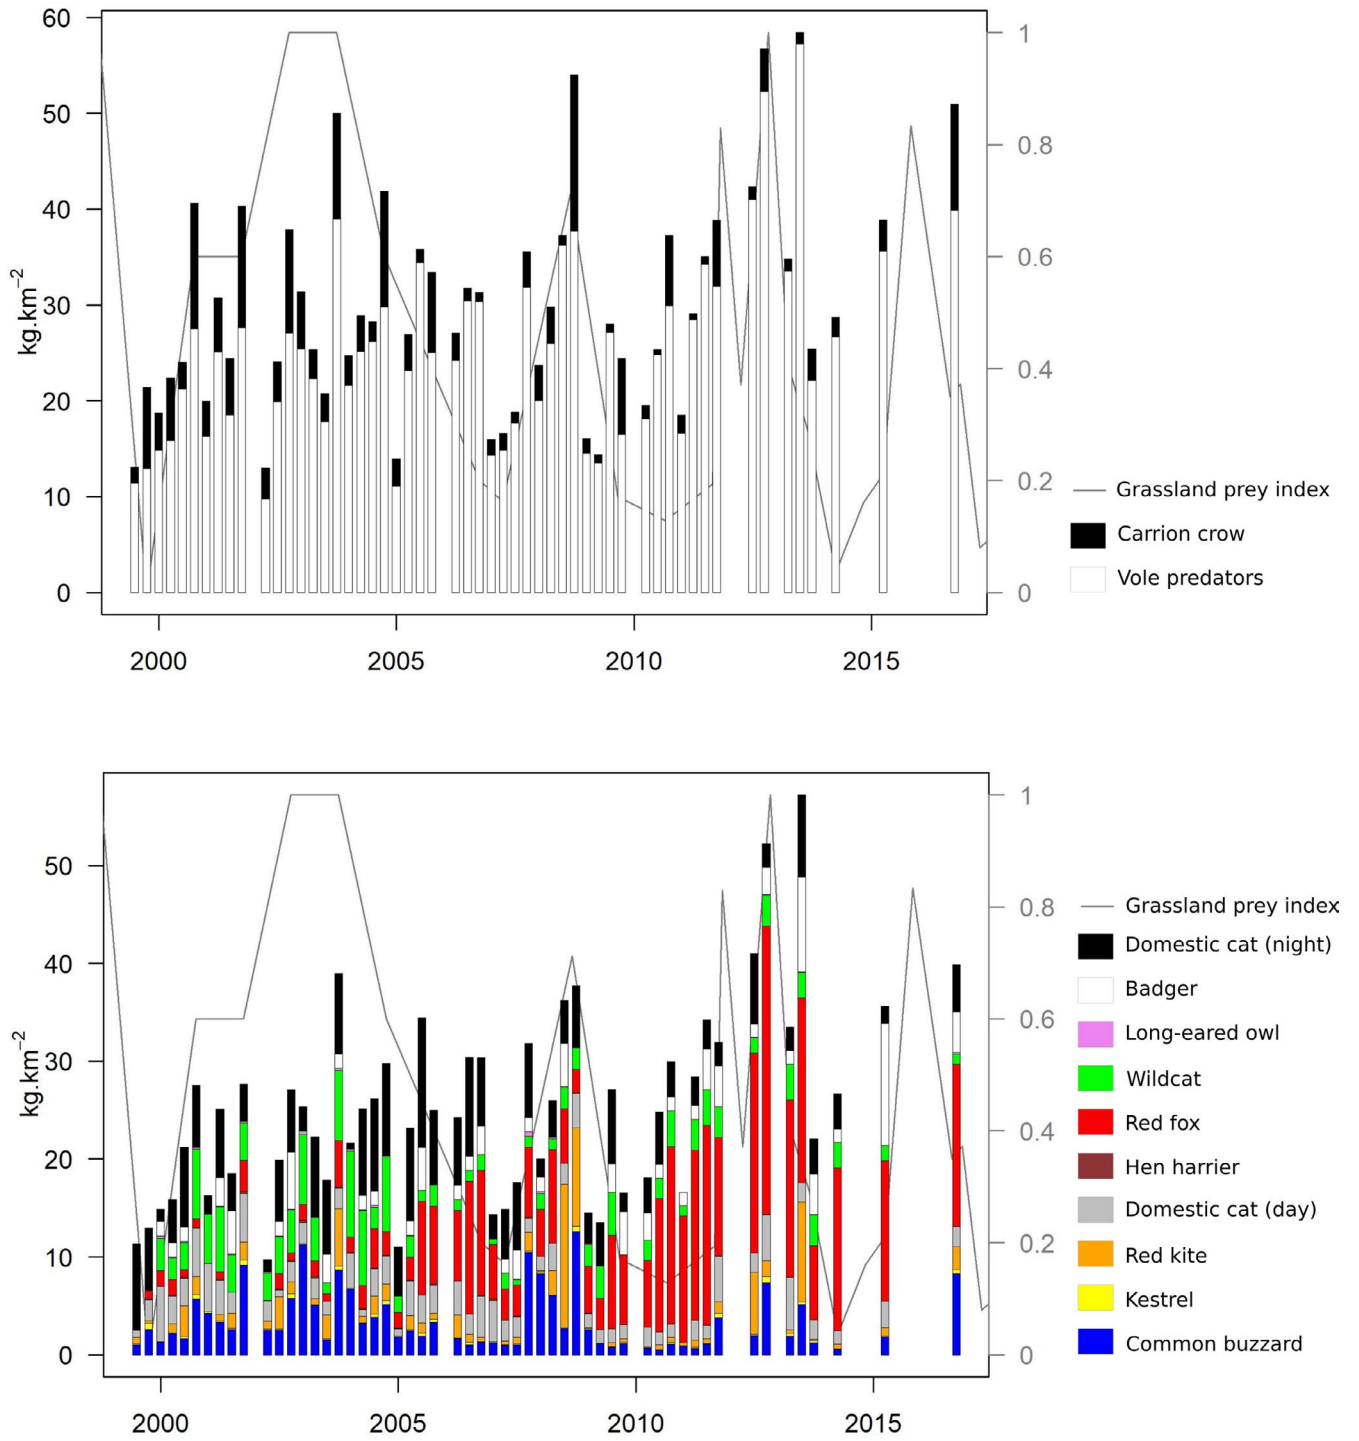 60
50
40
30
20
10
0
kg.km⁻²
1
0.8
0.6
0.4
0.2
0
2000 2005 2010 2015
Grassland prey index
Carrion crow
Vole predators
50
40
30
20
10
0
kg.km⁻²
1
0.8
0.6
0.4
0.2
0
2000 2005 2010 2015
Grassland prey index
Domestic cat (night)
Badger
Long-eared owl
Wildcat
Red fox
Hen harrier
Domestic cat (day)
Red kite
Kestrel
Common buzzard